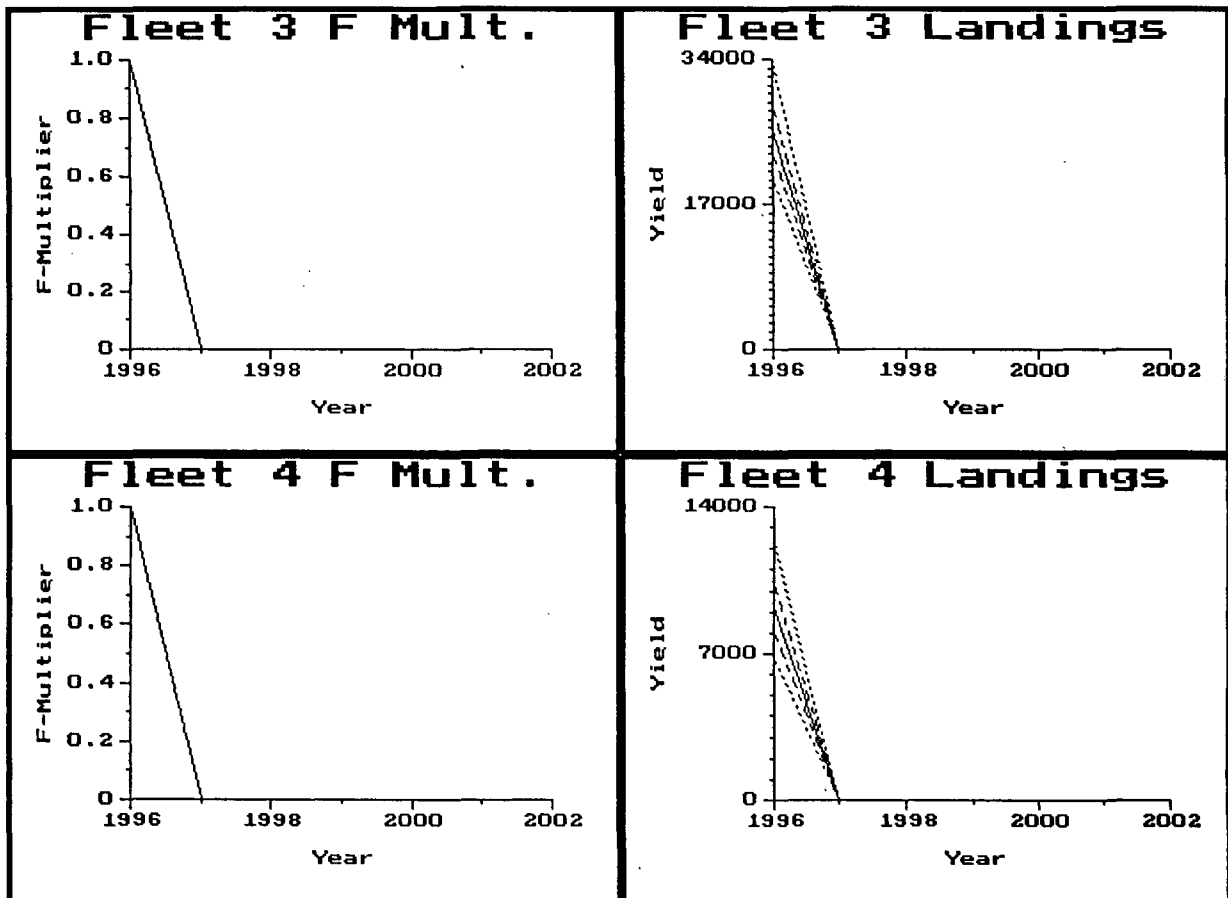 Fleet 3 F Mult.
1.0
0.8
0.6
0.4
0.2
0
F-Multiplier
1996 1998 2000 2002
Year
Fleet 3 Landings
34000
17000
0
Yield
1996 1998 2000 2002
Year
Fleet 4 F Mult.
1.0
0.8
0.6
0.4
0.2
0
F-Multiplier
1996 1998 2000 2002
Year
Fleet 4 Landings
14000
7000
0
Yield
1996 1998 2000 2002
Year